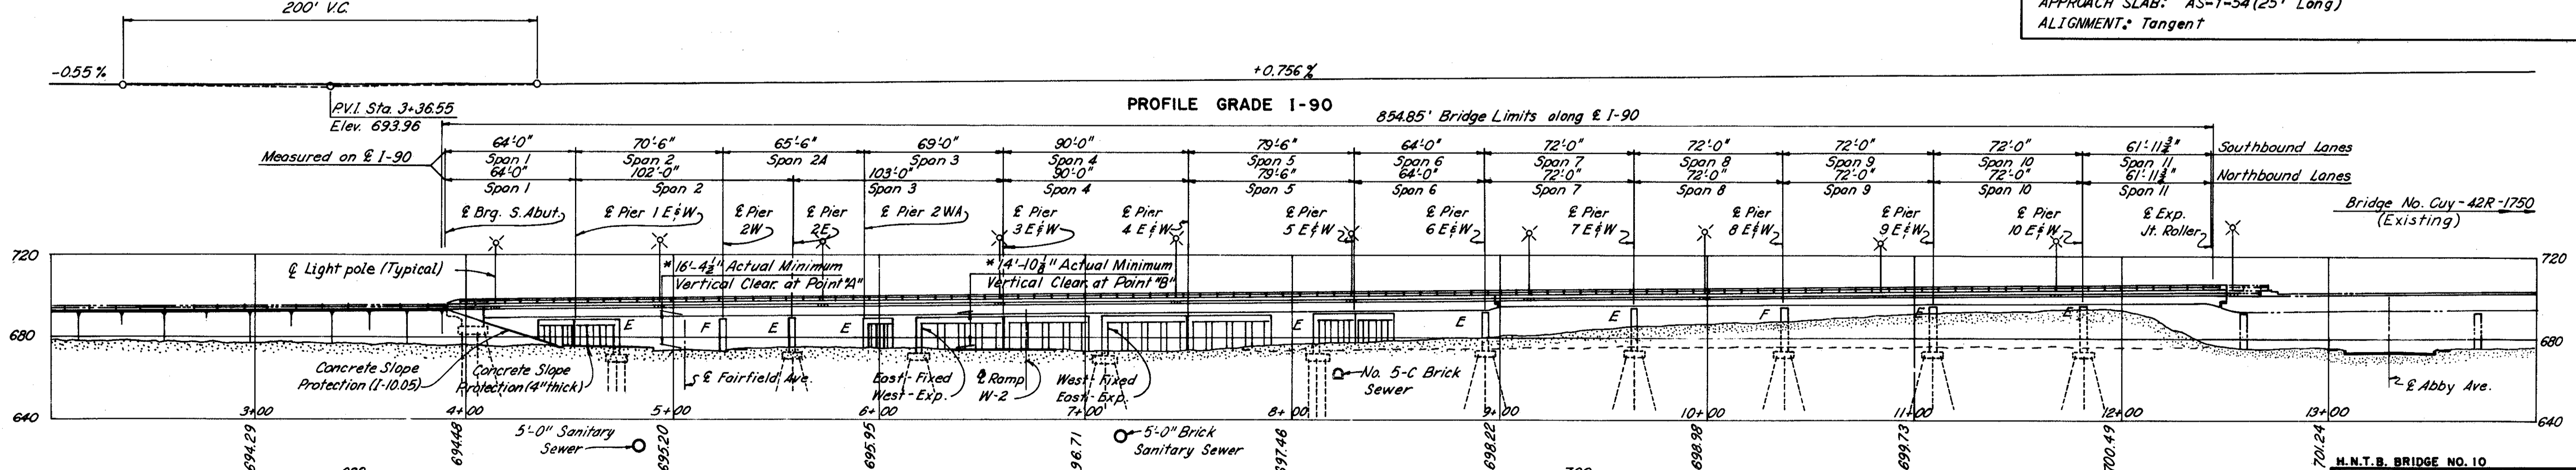 200' V.C.
APPROACH SLAB: AS-1-54 (25' Long)
ALIGNMENT: Tangent
-0.55 %
+0.756 %
P.V.I. Sta. 3+36.55
Elev. 693.96
PROFILE GRADE I-90
854.85' Bridge Limits along ℄ I-90
Measured on ℄ I-90
64'-0" 70'-6" 65'-6" 69'-0" 90'-0" 79'-6" 64'-0" 72'-0" 72'-0" 72'-0" 72'-0" 61'-11¾"
Span 1 Span 2 Span 2A Span 3 Span 4 Span 5 Span 6 Span 7 Span 8 Span 9 Span 10 Span 11
Southbound Lanes
64'-0" 102'-0" 103'-0" 90'-0" 79'-6" 64'-0" 72'-0" 72'-0" 72'-0" 72'-0" 61'-11¾"
Span 1 Span 2 Span 3 Span 4 Span 5 Span 6 Span 7 Span 8 Span 9 Span 10 Span 11
Northbound Lanes
℄ Brg. S. Abut.
℄ Pier 1 E & W
℄ Pier
2W
℄ Pier
2E
℄ Pier 2WA
℄ Pier
3 E & W
℄ Pier
4 E & W
℄ Pier
5 E & W
℄ Pier
6 E & W
℄ Pier
7 E & W
℄ Pier
8 E & W
℄ Pier
9 E & W
℄ Pier
10 E & W
℄ Exp.
Jt. Roller
Bridge No. Cuy-42R-1750
(Existing)
720
720
℄ Light pole (Typical)
* 16'-4½" Actual Minimum
Vertical Clear. at Point "A"
* 14'-10⅛" Actual Minimum
Vertical Clear. at Point "B"
E F E E E E E F E E
680
680
Concrete Slope
Protection (I-10.05)
Concrete Slope
Protection (4" thick)
℄ Fairfield Ave.
East-Fixed
West-Exp.
℄ Ramp
W-2
West-Fixed
East-Exp.
No. 5-C Brick
Sewer
℄ Abby Ave.
640
640
3+00 4+00 5+00 6+00 7+00 8+00 9+00 10+00 11+00 12+00 13+00
694.29
694.48
695.20
695.95
96.71
697.46
698.22
698.98
699.73
700.49
701.24
5'-0" Sanitary
Sewer
5'-0" Brick
Sanitary Sewer
H.N.T.B. BRIDGE NO. 10